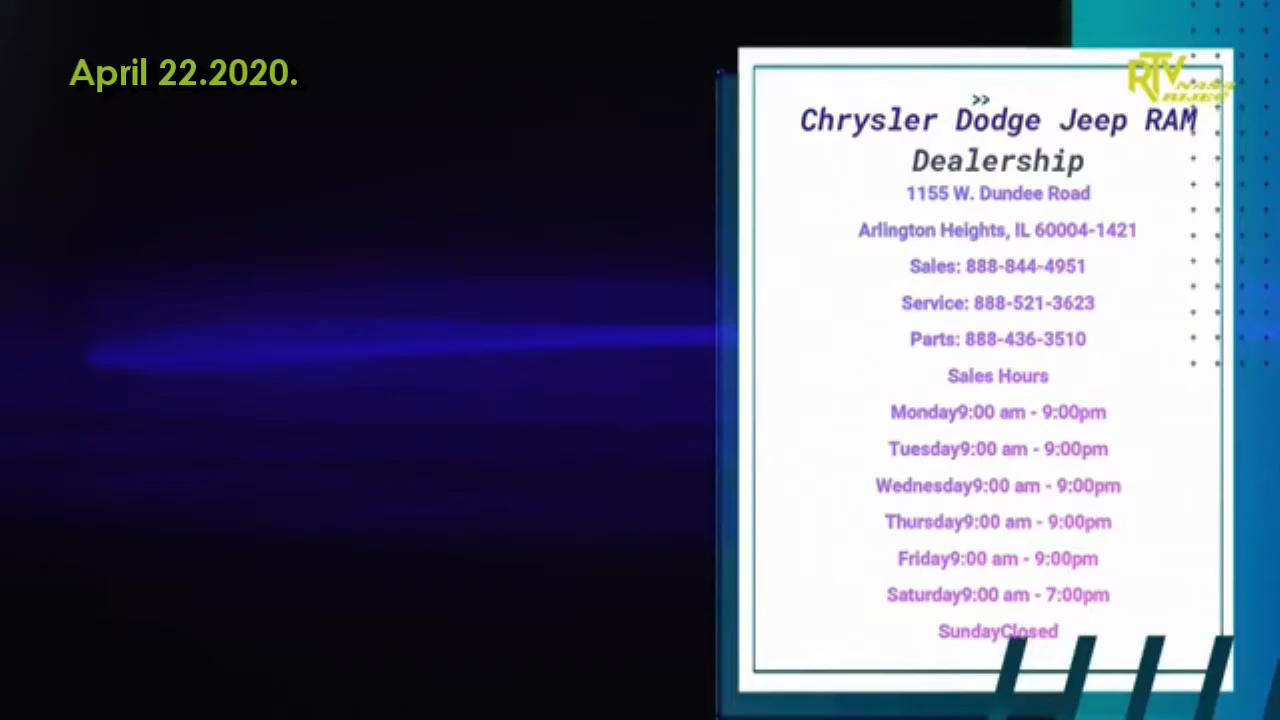 April 22.2020.
RTV
>>
Chrysler Dodge Jeep RAM
Dealership
1155 W. Dundee Road
Arlington Heights, IL 60004-1421
Sales: 888-844-4951
Service: 888-521-3623
Parts: 888-436-3510
Sales Hours
Monday9:00 am - 9:00pm
Tuesday9:00 am - 9:00pm
Wednesday9:00 am - 9:00pm
Thursday9:00 am - 9:00pm
Friday9:00 am - 9:00pm
Saturday9:00 am - 7:00pm
SundayClosed